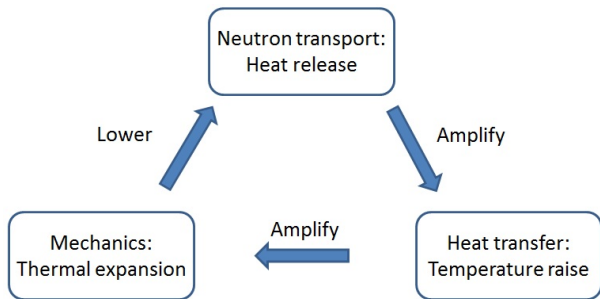 Neutron transport:
Heat release
Lower
Amplify
Amplify
Mechanics:
Thermal expansion
Heat transfer:
Temperature raise